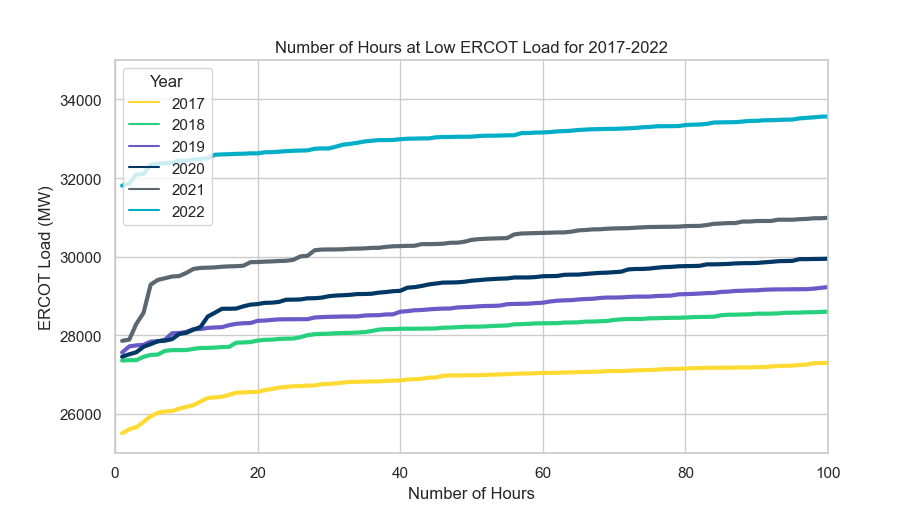 Number of Hours at Low ERCOT Load for 2017-2022
Year
2017
2018
2019
2020
2021
2022
34000
32000
30000
28000
26000
ERCOT Load (MW)
0 20 40 60 80 100
Number of Hours